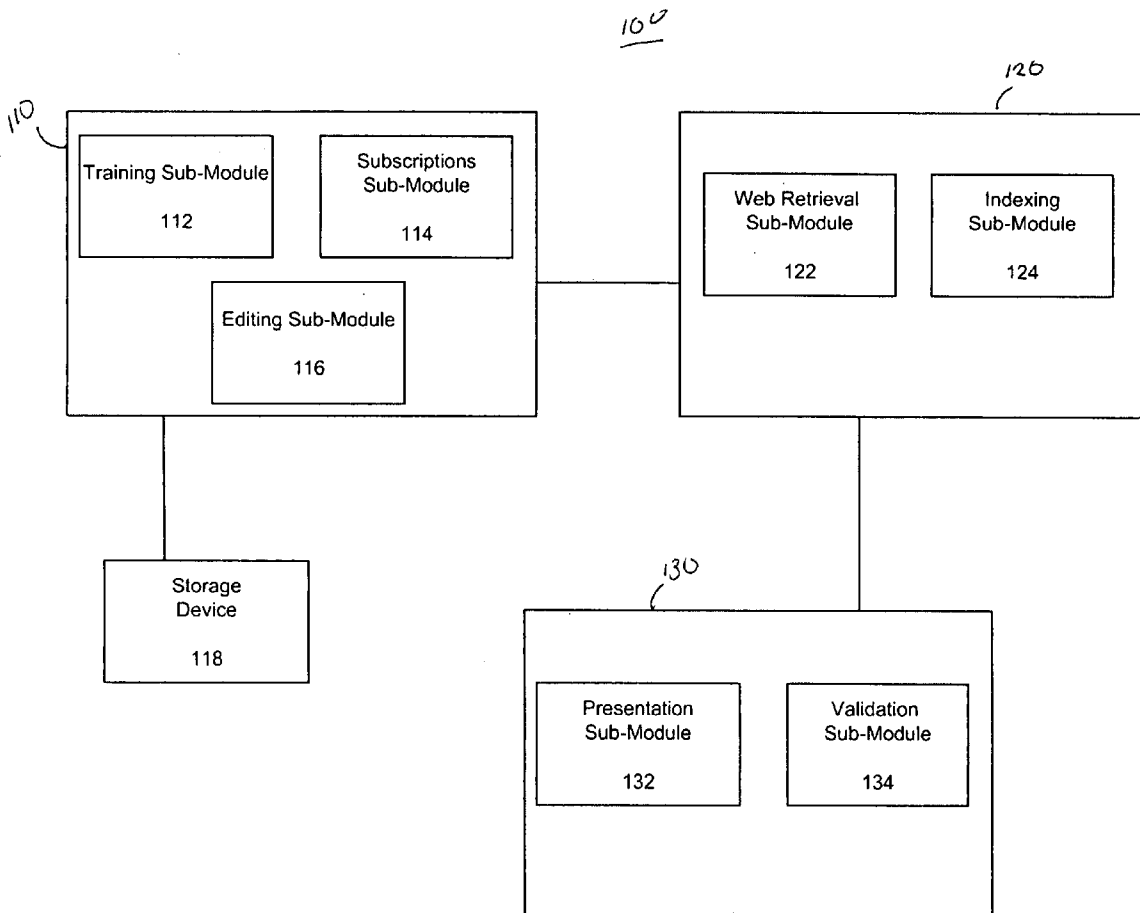 100
110
120
Training Sub-Module
112
Subscriptions
Sub-Module
114
Editing Sub-Module
116
Web Retrieval
Sub-Module
122
Indexing
Sub-Module
124
Storage
Device
118
130
Presentation
Sub-Module
132
Validation
Sub-Module
134